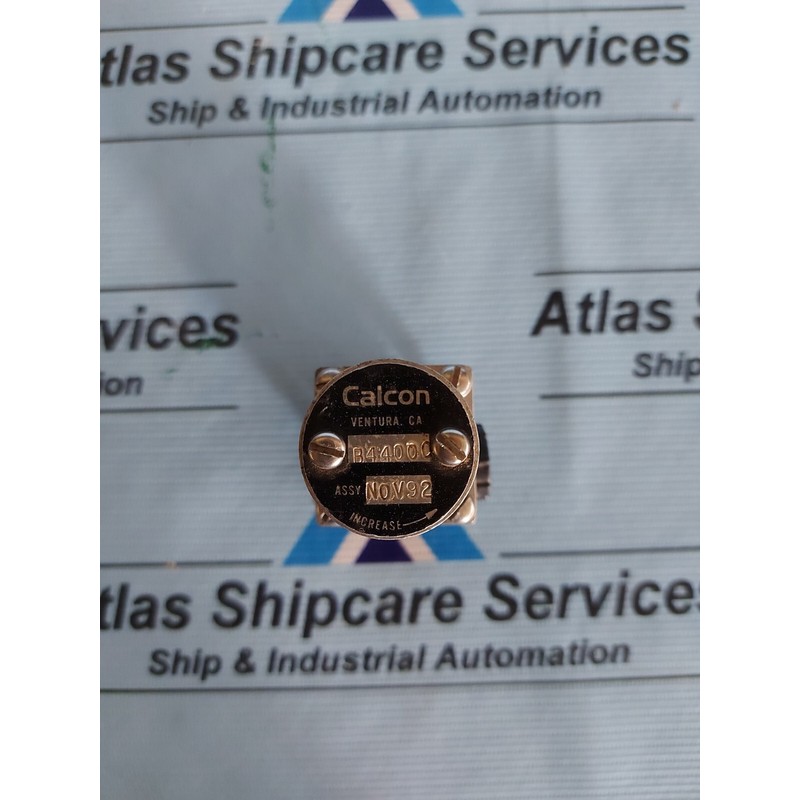 tlas Shipcare Services
Ship & Industrial Automation
vices
ion
Atlas S
Ship
Calcon
VENTURA, CA
B4400C
ASSY. NOV92
INCREASE
tlas Shipcare Services
Ship & Industrial Automation